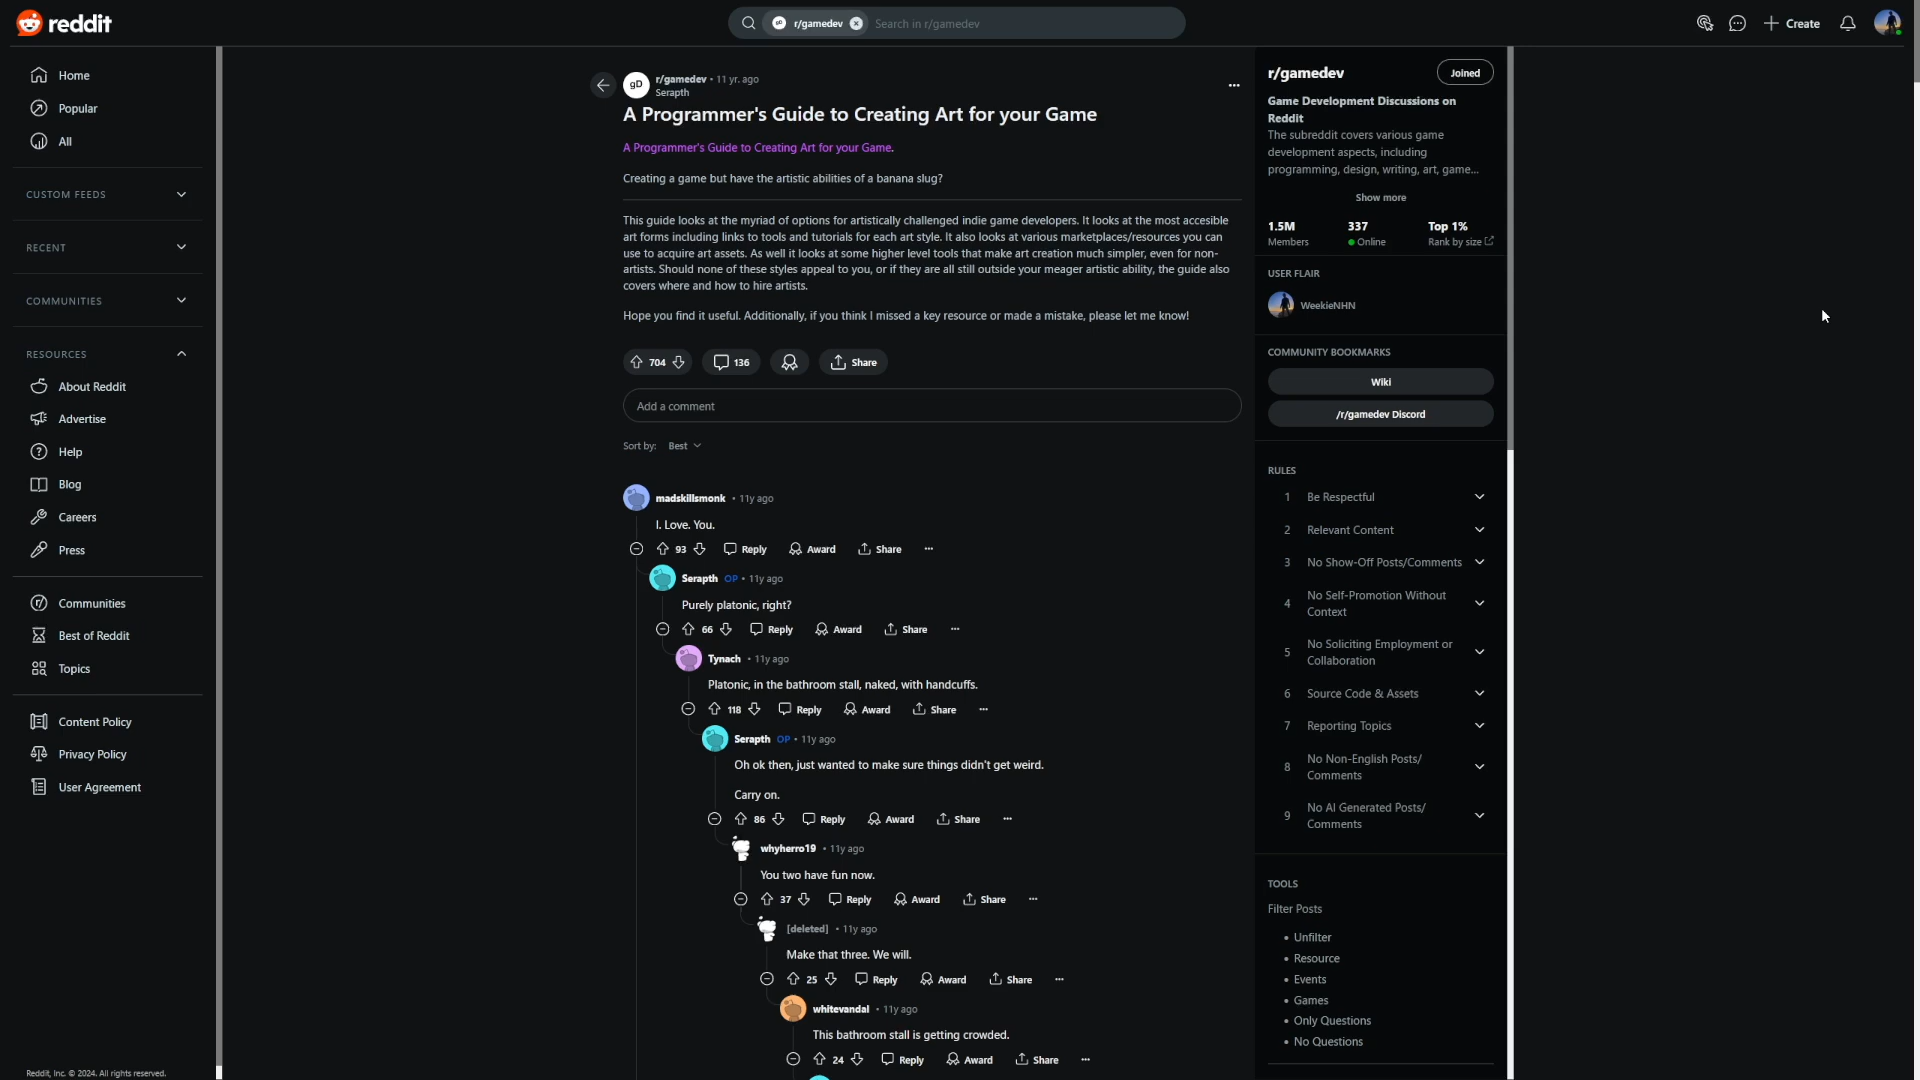 reddit
r/gamedev
Search in r/gamedev
Create
Home
Popular
All
CUSTOM FEEDS
RECENT
COMMUNITIES
RESOURCES
About Reddit
Advertise
Help
Blog
Careers
Press
Communities
Best of Reddit
Topics
Content Policy
Privacy Policy
User Agreement
Reddit, Inc. © 2024. All rights reserved.
gD
r/gamedev • 11 yr. ago
Serapth
A Programmer's Guide to Creating Art for your Game
A Programmer's Guide to Creating Art for your Game.
Creating a game but have the artistic abilities of a banana slug?
This guide looks at the myriad of options for artistically challenged indie game developers. It looks at the most accesible
art forms including links to tools and tutorials for each art style. It also looks at various marketplaces/resources you can
use to acquire art assets. As well it looks at some higher level tools that make art creation much simpler, even for non-
artists. Should none of these styles appeal to you, or if they are all still outside your meager artistic ability, the guide also
covers where and how to hire artists.
Hope you find it useful. Additionally, if you think I missed a key resource or made a mistake, please let me know!
704 136 Share
Add a comment
Sort by: Best
madskillsmonk • 11y ago
I. Love. You.
93 Reply Award Share
Serapth OP • 11y ago
Purely platonic, right?
66 Reply Award Share
Tynach • 11y ago
Platonic, in the bathroom stall, naked, with handcuffs.
118 Reply Award Share
Serapth OP • 11y ago
Oh ok then, just wanted to make sure things didn't get weird.
Carry on.
86 Reply Award Share
whyherro19 • 11y ago
You two have fun now.
37 Reply Award Share
[deleted] • 11y ago
Make that three. We will.
25 Reply Award Share
whitevandal • 11y ago
This bathroom stall is getting crowded.
24 Reply Award Share
r/gamedev
Joined
Game Development Discussions on
Reddit
The subreddit covers various game
development aspects, including
programming, design, writing, art, game...
Show more
1.5M 337 Top 1%
Members Online Rank by size
USER FLAIR
WeekieNHN
COMMUNITY BOOKMARKS
Wiki
/r/gamedev Discord
RULES
1 Be Respectful
2 Relevant Content
3 No Show-Off Posts/Comments
4 No Self-Promotion Without
Context
5 No Soliciting Employment or
Collaboration
6 Source Code & Assets
7 Reporting Topics
8 No Non-English Posts/
Comments
9 No AI Generated Posts/
Comments
TOOLS
Filter Posts
• Unfilter
• Resource
• Events
• Games
• Only Questions
• No Questions